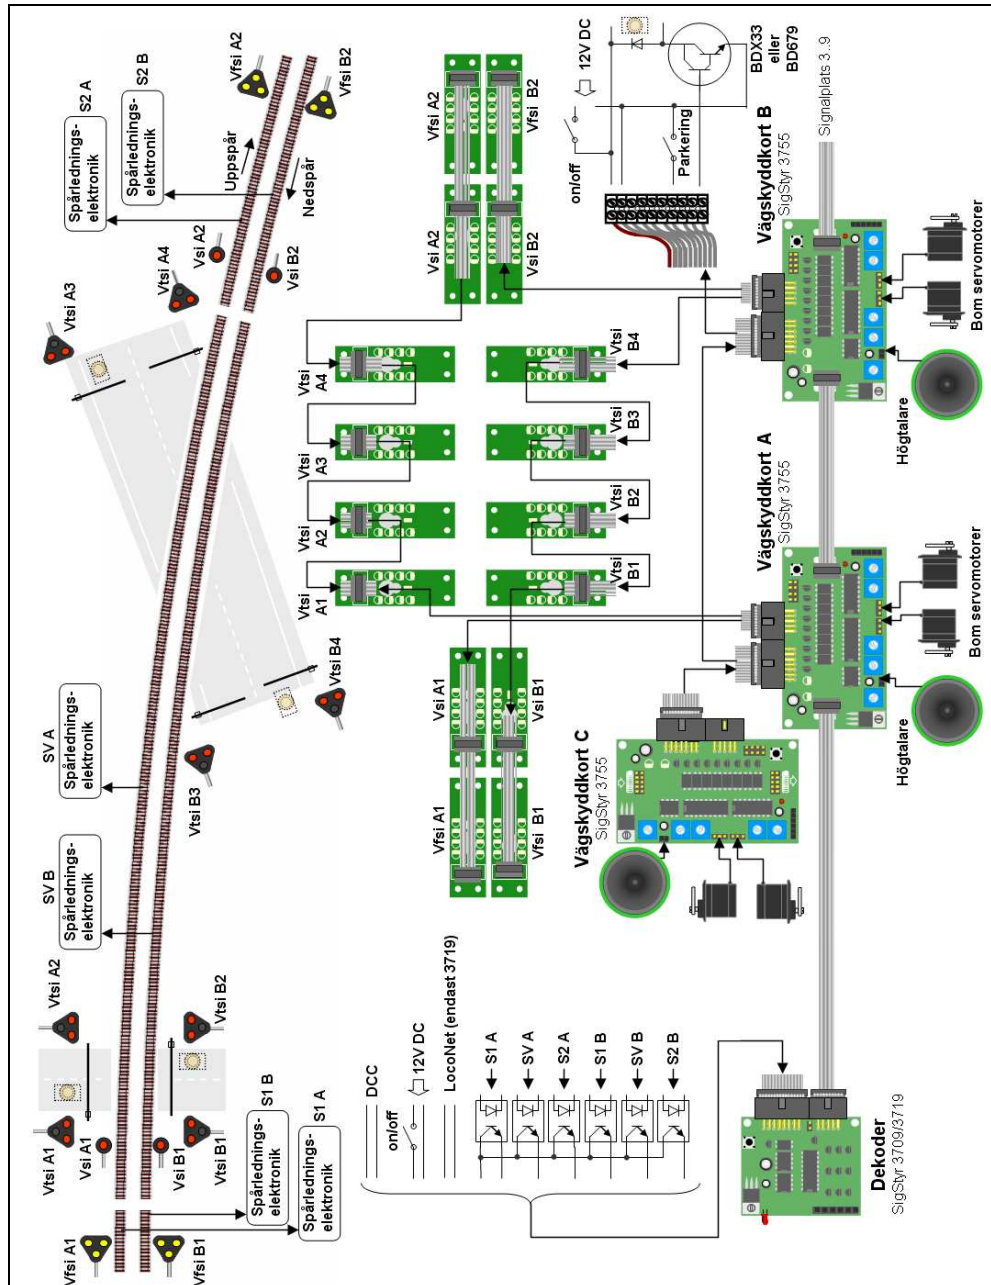 S2 A
Spårlednings-
elektronik
S2 B
Spårlednings-
elektronik
Vfsi A2
Vfsi B2
Uppspår
Nedspår
Vsi A2
Vsi B2
Vtsi A4
Vtsi A3
SV A
Spårlednings-
elektronik
Vtsi B4
Vtsi B3
SV B
Spårlednings-
elektronik
Vtsi A2
Vtsi B2
Vtsi A1
Vsi A1
Vsi B1
Vtsi B1
S1 B
Spårlednings-
elektronik
S1 A
Spårlednings-
elektronik
Vfsi A1
Vfsi B1
Vfsi A2
Vfsi B2
Vsi A2
Vsi B2
Vtsi
A4
Vtsi
B4
Vtsi
A3
Vtsi
B3
Vtsi
A2
Vtsi
B2
Vtsi
A1
Vtsi
B1
Vsi A1
Vsi B1
Vfsi A1
Vfsi B1
12V DC
on/off
Parkering
BDX33
eller
BD679
Vägskyddkort B
SigStyr 3755
Signalplats 3..9
Bom servomotorer
Högtalare
Vägskyddkort A
SigStyr 3755
Bom servomotorer
Högtalare
Vägskyddkort C
SigStyr 3755
DCC
on/off
12V DC
LocoNet (endast 3719)
S1 A
SV A
S2 A
S1 B
SV B
S2 B
Dekoder
SigStyr 3709/3719